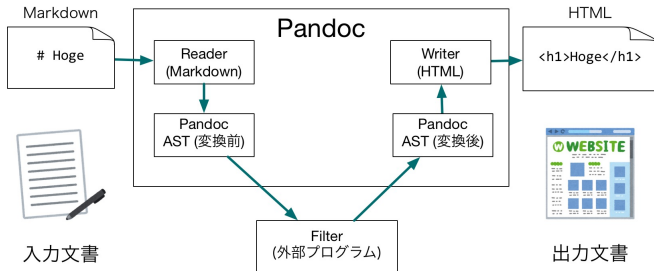 Markdown
# Hoge
入力文書
Pandoc
Reader
(Markdown)
Pandoc
AST (変換前)
Filter
(外部プログラム)
Pandoc
AST (変換後)
Writer
(HTML)
HTML
<h1>Hoge</h1>
W WEBSITE
出力文書